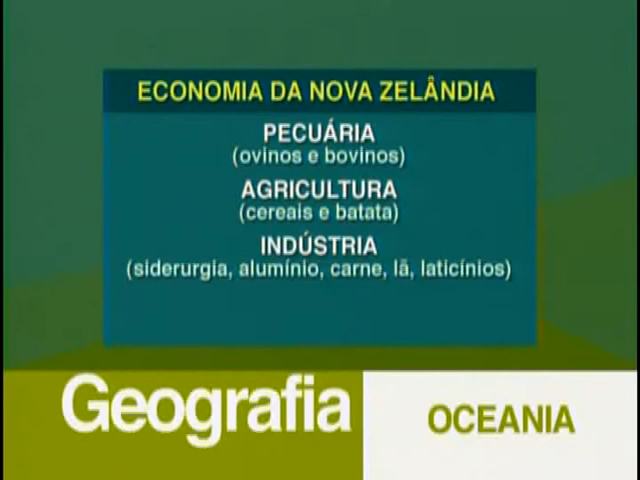 ECONOMIA DA NOVA ZELÂNDIA
PECUÁRIA
(ovinos e bovinos)
AGRICULTURA
(cereais e batata)
INDÚSTRIA
(siderurgia, alumínio, carne, lã, laticínios)
Geografia
OCEANIA